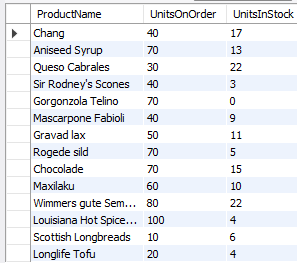 ProductName UnitsOnOrder UnitsInStock
Chang 40 17
Aniseed Syrup 70 13
Queso Cabrales 30 22
Sir Rodney's Scones 40 3
Gorgonzola Telino 70 0
Mascarpone Fabioli 40 9
Gravad lax 50 11
Rogede sild 70 5
Chocolade 70 15
Maxilaku 60 10
Wimmers gute Sem... 80 22
Louisiana Hot Spice... 100 4
Scottish Longbreads 10 6
Longlife Tofu 20 4